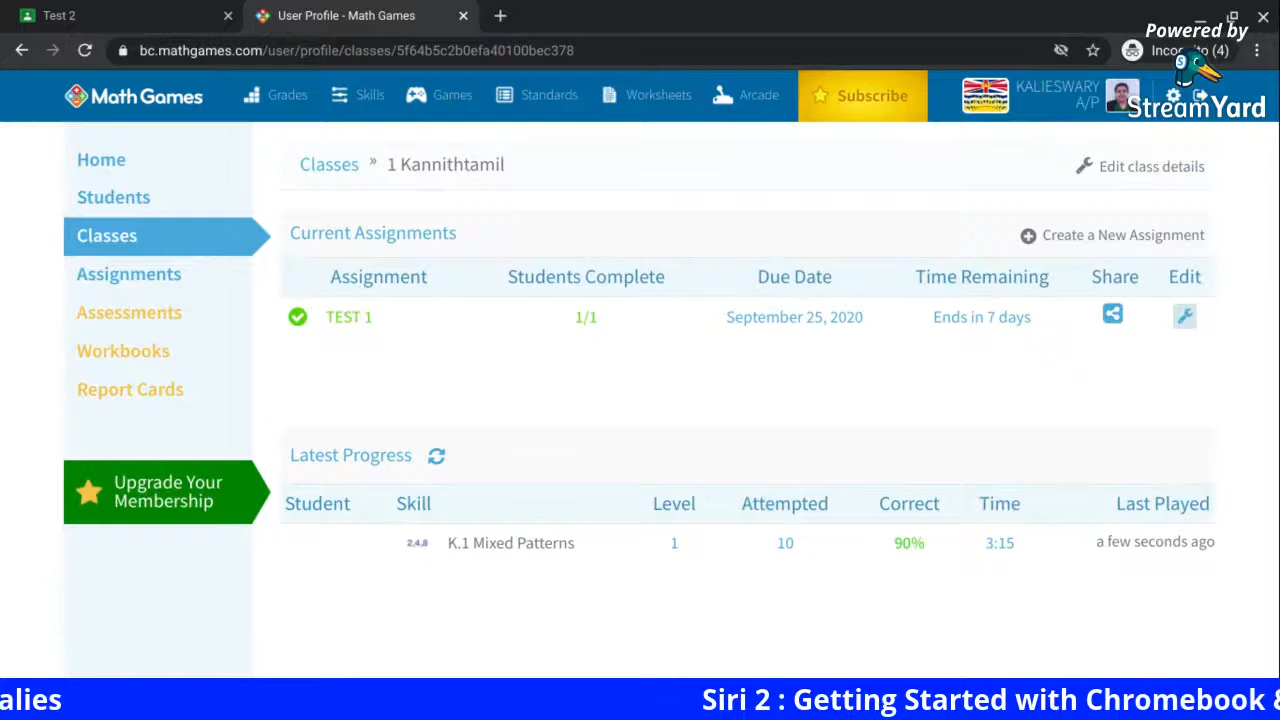 Test 2
User Profile - Math Games
Powered by
bc.mathgames.com/user/profile/classes/5f64b5c2b0efa40100bec378
Math Games
Grades
Skills
Games
Standards
Worksheets
Arcade
Subscribe
KALIESWARY
A/P
StreamYard
Home
Students
Classes
Assignments
Assessments
Workbooks
Report Cards
Upgrade Your
Membership
Classes » 1 Kannithtamil
Edit class details
Current Assignments
Create a New Assignment
Assignment Students Complete Due Date Time Remaining Share Edit
TEST 1 1/1 September 25, 2020 Ends in 7 days
Latest Progress
Student Skill Level Attempted Correct Time Last Played
2,4,8 K.1 Mixed Patterns 1 10 90% 3:15 a few seconds ago
alies Siri 2 : Getting Started with Chromebook